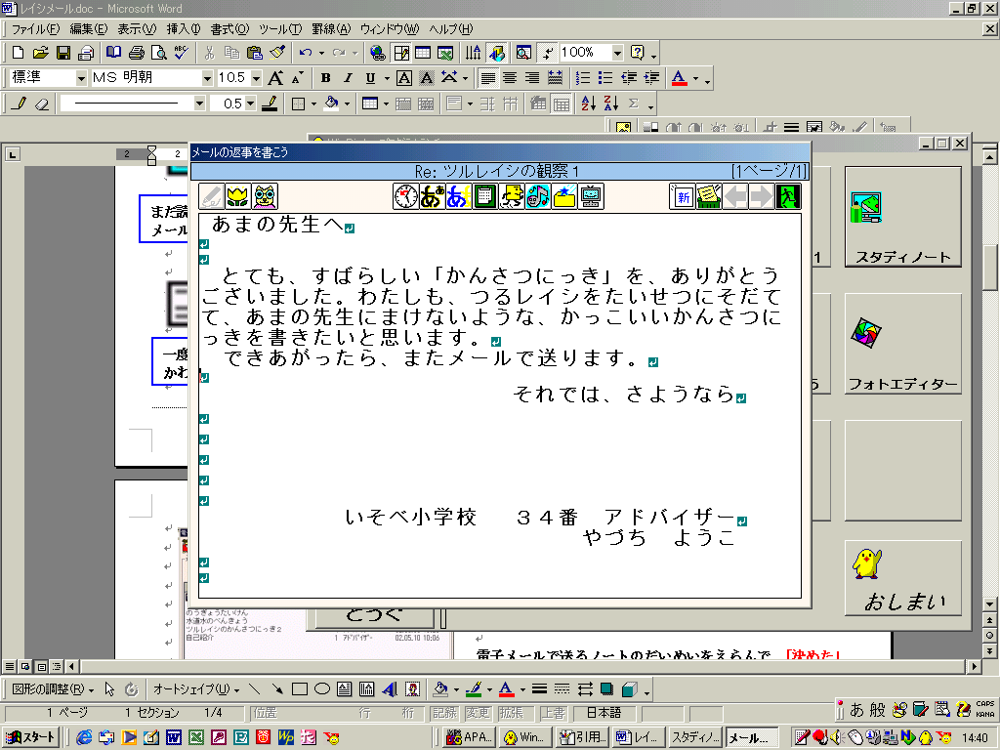 レイシメール.doc - Microsoft Word
ファイル(F) 編集(E) 表示(V) 挿入(I) 書式(O) ツール(T) 罫線(A) ウィンドウ(W) ヘルプ(H)
100%
標準 MS 明朝 10.5 B I U A A
0.5
2 2
メールの返事を書こう
Re: ツルレイシの観察1 [1ページ/1]
新
あまの先生へ
とても、すばらしい「かんさつにっき」を、ありがとう
ございました。わたしも、つるレイシをたいせつにそだて
て、あまの先生にまけないような、かっこいいかんさつに
っきを書きたいと思います。
できあがったら、またメールで送ります。
それでは、さようなら
いそべ小学校 34番 アドバイザー
やづち ようこ
まだ読
メール
一度
かわ
スタディノート
フォトエディター
おしまい
とうく
のうぎょうたいけん
水道水のべんきょう
ツルレイシのかんさつにっき2
自己紹介 1 アドバイザー 02.05.10 10:06
電子メールで送るノートのだいめいをえらんで、「決めた」
図形の調整(R) オートシェイプ(U)
1 ページ 1 セクション 1/4 位置 行 桁 記録 変更 拡張 上書 日本語
あ 般 CAPS KANA
スタート APA... Win... 引用... レイ... スタディノ... メール... 14:40